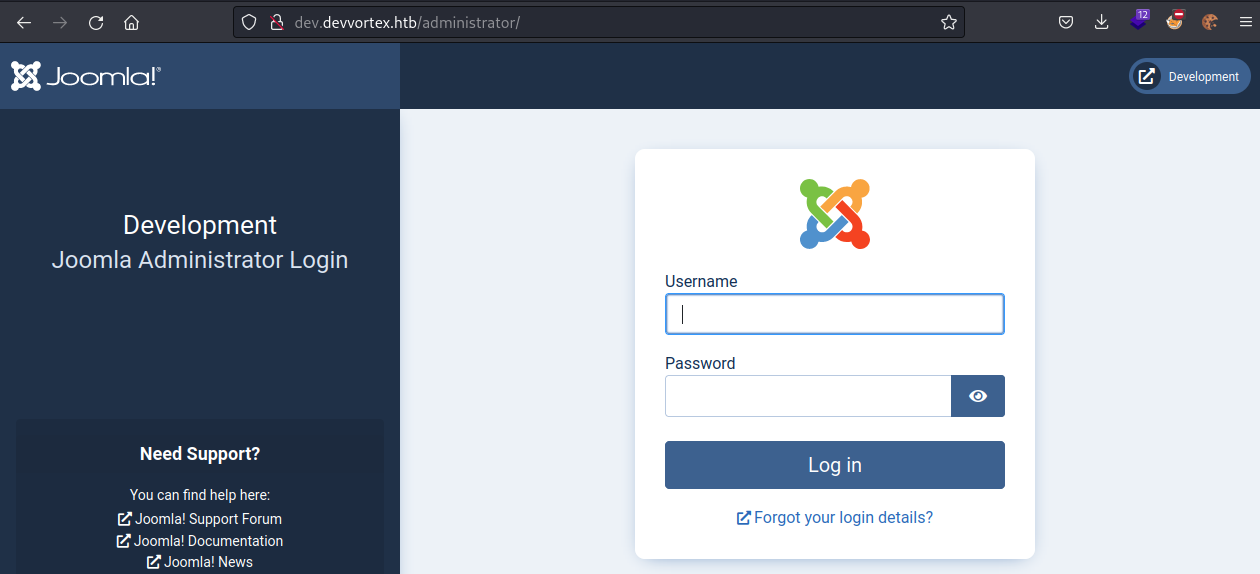 dev.devvortex.htb/administrator/
12
Joomla!®
Development
Development
Joomla Administrator Login
Need Support?
You can find help here:
Joomla! Support Forum
Joomla! Documentation
Joomla! News
Username
Password
Log in
Forgot your login details?